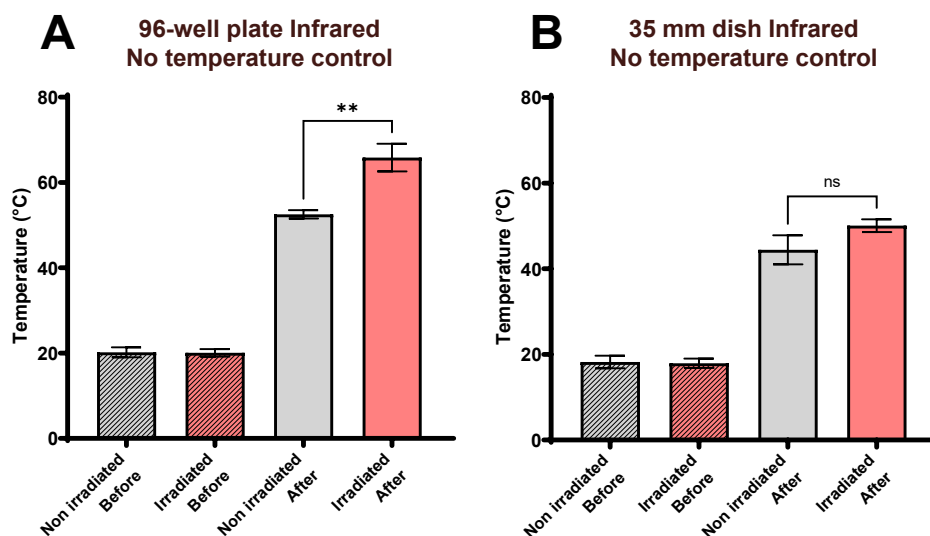 A
96-well plate Infrared
No temperature control
Temperature (°C)
80
60
40
20
0
**
Non irradiated
Before
Irradiated
Before
Non irradiated
After
Irradiated
After
B
35 mm dish Infrared
No temperature control
Temperature (°C)
80
60
40
20
0
ns
Non irradiated
Before
Irradiated
Before
Non irradiated
After
Irradiated
After